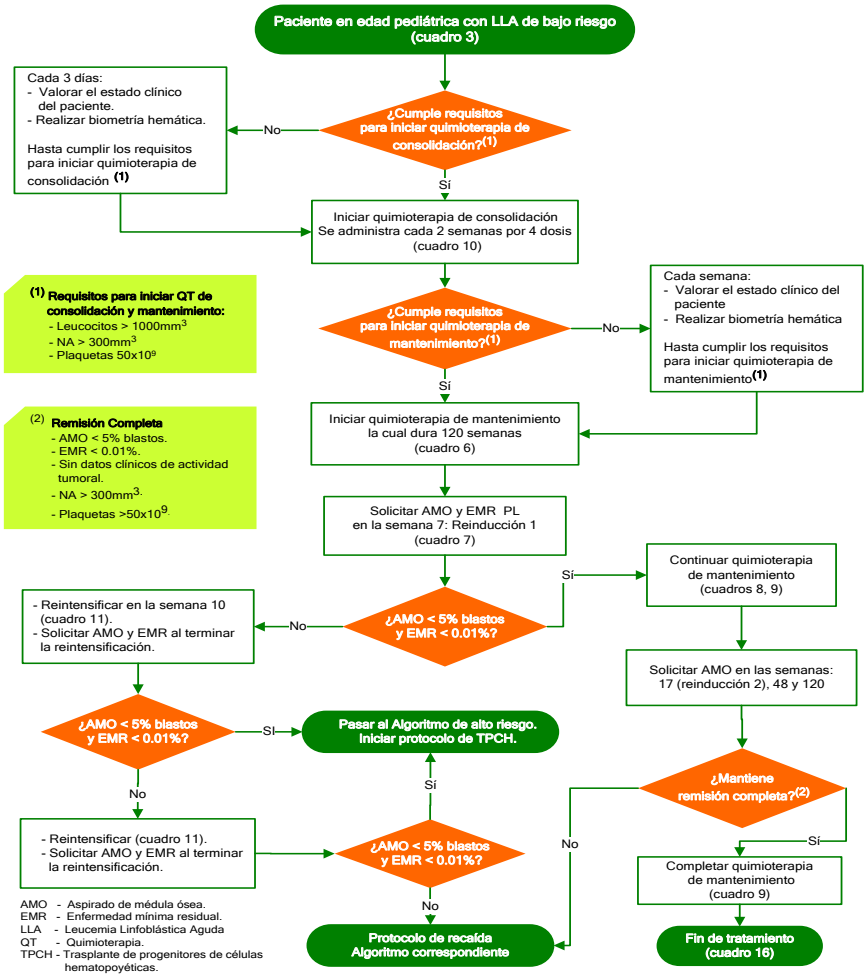 Paciente en edad pediátrica con LLA de bajo riesgo
(cuadro 3)
Cada 3 días:
- Valorar el estado clínico
del paciente.
- Realizar biometría hemática.
Hasta cumplir los requisitos
para iniciar quimioterapia de
consolidación (1)
No
¿Cumple requisitos
para iniciar quimioterapia de
consolidación?(1)
Sí
Iniciar quimioterapia de consolidación
Se administra cada 2 semanas por 4 dosis
(cuadro 10)
(1) Requisitos para iniciar QT de
consolidación y mantenimiento:
- Leucocitos > 1000mm3
- NA > 300mm3
- Plaquetas 50x109
¿Cumple requisitos
para iniciar quimioterapia de
mantenimiento?(1)
No
Cada semana:
- Valorar el estado clínico del
paciente
- Realizar biometría hemática
Hasta cumplir los requisitos
para iniciar quimioterapia de
mantenimiento(1)
Sí
(2) Remisión Completa
- AMO < 5% blastos.
- EMR < 0.01%.
- Sin datos clínicos de actividad
tumoral.
- NA > 300mm3.
- Plaquetas >50x109.
Iniciar quimioterapia de mantenimiento
la cual dura 120 semanas
(cuadro 6)
Solicitar AMO y EMR PL
en la semana 7: Reinducción 1
(cuadro 7)
¿AMO < 5% blastos
y EMR < 0.01%?
Sí
Continuar quimioterapia
de mantenimiento
(cuadros 8, 9)
No
- Reintensificar en la semana 10
(cuadro 11).
- Solicitar AMO y EMR al terminar
la reintensificación.
Solicitar AMO en las semanas:
17 (reinducción 2), 48 y 120
¿AMO < 5% blastos
y EMR < 0.01%?
SI
Pasar al Algoritmo de alto riesgo.
Iniciar protocolo de TPCH.
¿Mantiene
remisión completa?(2)
No
Sí
- Reintensificar (cuadro 11).
- Solicitar AMO y EMR al terminar
la reintensificación.
¿AMO < 5% blastos
y EMR < 0.01%?
No
Sí
Completar quimioterapia
de mantenimiento
(cuadro 9)
No
Protocolo de recaída
Algoritmo correspondiente
Fin de tratamiento
(cuadro 16)
AMO - Aspirado de médula ósea.
EMR - Enfermedad mínima residual.
LLA - Leucemia Linfoblástica Aguda
QT - Quimioterapia.
TPCH - Trasplante de progenitores de células
hematopoyéticas.